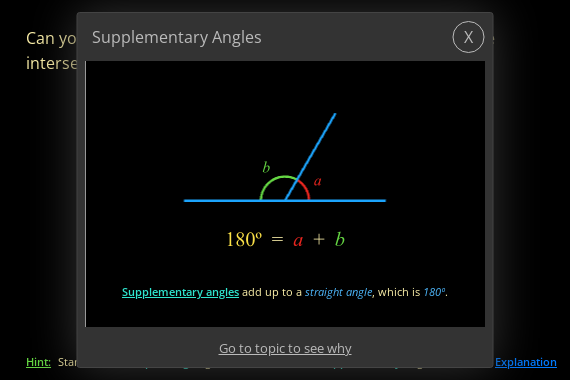 Supplementary Angles
X
Can yo
interse
b
a
180º = a + b
Supplementary angles add up to a straight angle, which is 180º.
Go to topic to see why
Hint: Star
Explanation